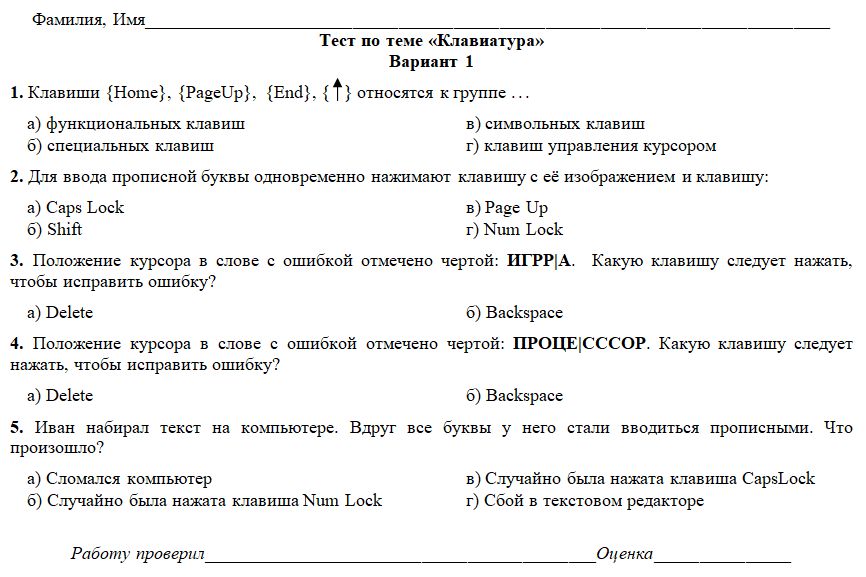 Фамилия, Имя____________________________________________
Тест по теме «Клавиатура»
Вариант 1
1. Клавиши {Home}, {PageUp}, {End}, {↑} относятся к группе …
а) функциональных клавиш в) символьных клавиш
б) специальных клавиш г) клавиш управления курсором
2. Для ввода прописной буквы одновременно нажимают клавишу с её изображением и клавишу:
а) Caps Lock в) Page Up
б) Shift г) Num Lock
3. Положение курсора в слове с ошибкой отмечено чертой: ИГРР|А. Какую клавишу следует нажать,
чтобы исправить ошибку?
а) Delete б) Backspace
4. Положение курсора в слове с ошибкой отмечено чертой: ПРОЦЕ|СССОР. Какую клавишу следует
нажать, чтобы исправить ошибку?
а) Delete б) Backspace
5. Иван набирал текст на компьютере. Вдруг все буквы у него стали вводиться прописными. Что
произошло?
а) Сломался компьютер в) Случайно была нажата клавиша CapsLock
б) Случайно была нажата клавиша Num Lock г) Сбой в текстовом редакторе
Работу проверил____________________________Оценка__________